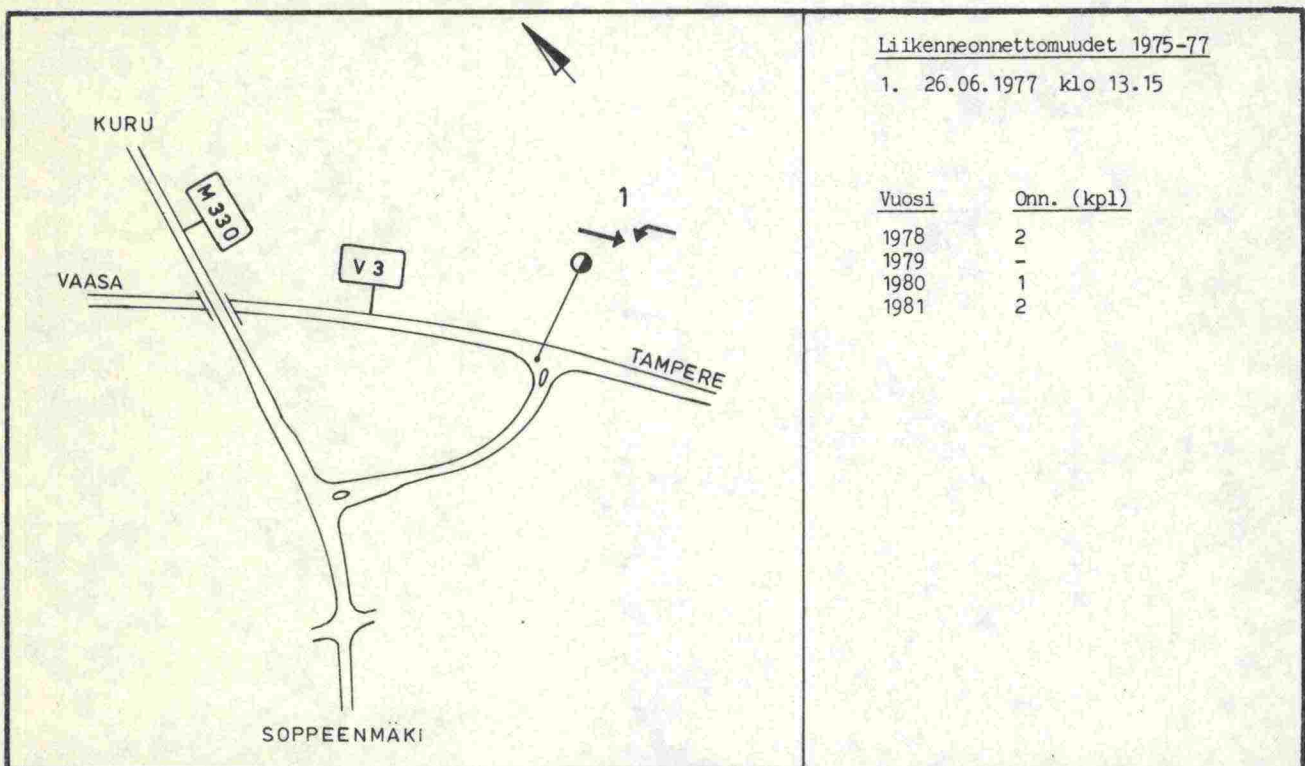 KURU
M 330
VAASA
V 3
1
TAMPERE
SOPPEENMÄKI
Liikenneonnettomuudet 1975-77
1. 26.06.1977 klo 13.15
Vuosi Onn. (kpl)
1978 2
1979 -
1980 1
1981 2